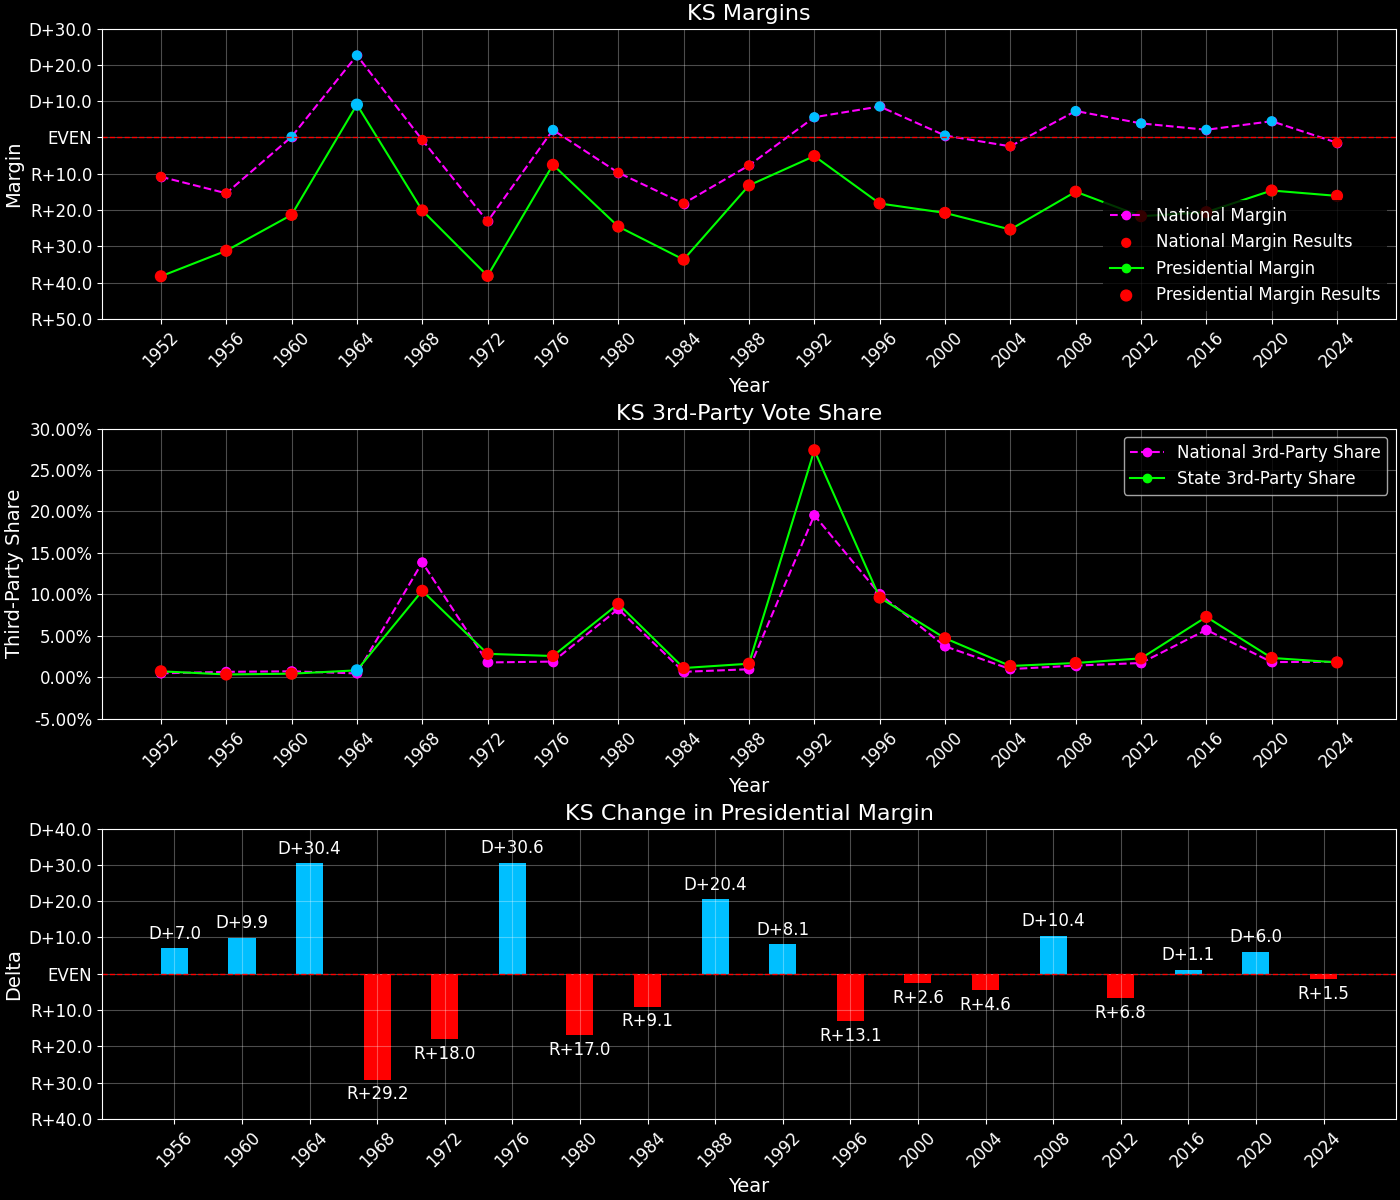 KS Margins
D+30.0
D+20.0
D+10.0
EVEN
R+10.0
R+20.0
R+30.0
R+40.0
R+50.0
Margin
National Margin
National Margin Results
Presidential Margin
Presidential Margin Results
1952 1956 1960 1964 1968 1972 1976 1980 1984 1988 1992 1996 2000 2004 2008 2012 2016 2020 2024
Year
KS 3rd-Party Vote Share
30.00%
25.00%
20.00%
15.00%
10.00%
5.00%
0.00%
-5.00%
Third-Party Share
National 3rd-Party Share
State 3rd-Party Share
1952 1956 1960 1964 1968 1972 1976 1980 1984 1988 1992 1996 2000 2004 2008 2012 2016 2020 2024
Year
KS Change in Presidential Margin
D+40.0
D+30.0
D+20.0
D+10.0
EVEN
R+10.0
R+20.0
R+30.0
R+40.0
Delta
D+7.0
D+9.9
D+30.4
R+29.2
R+18.0
D+30.6
R+17.0
R+9.1
D+20.4
D+8.1
R+13.1
R+2.6
R+4.6
D+10.4
R+6.8
D+1.1
D+6.0
R+1.5
1956 1960 1964 1968 1972 1976 1980 1984 1988 1992 1996 2000 2004 2008 2012 2016 2020 2024
Year